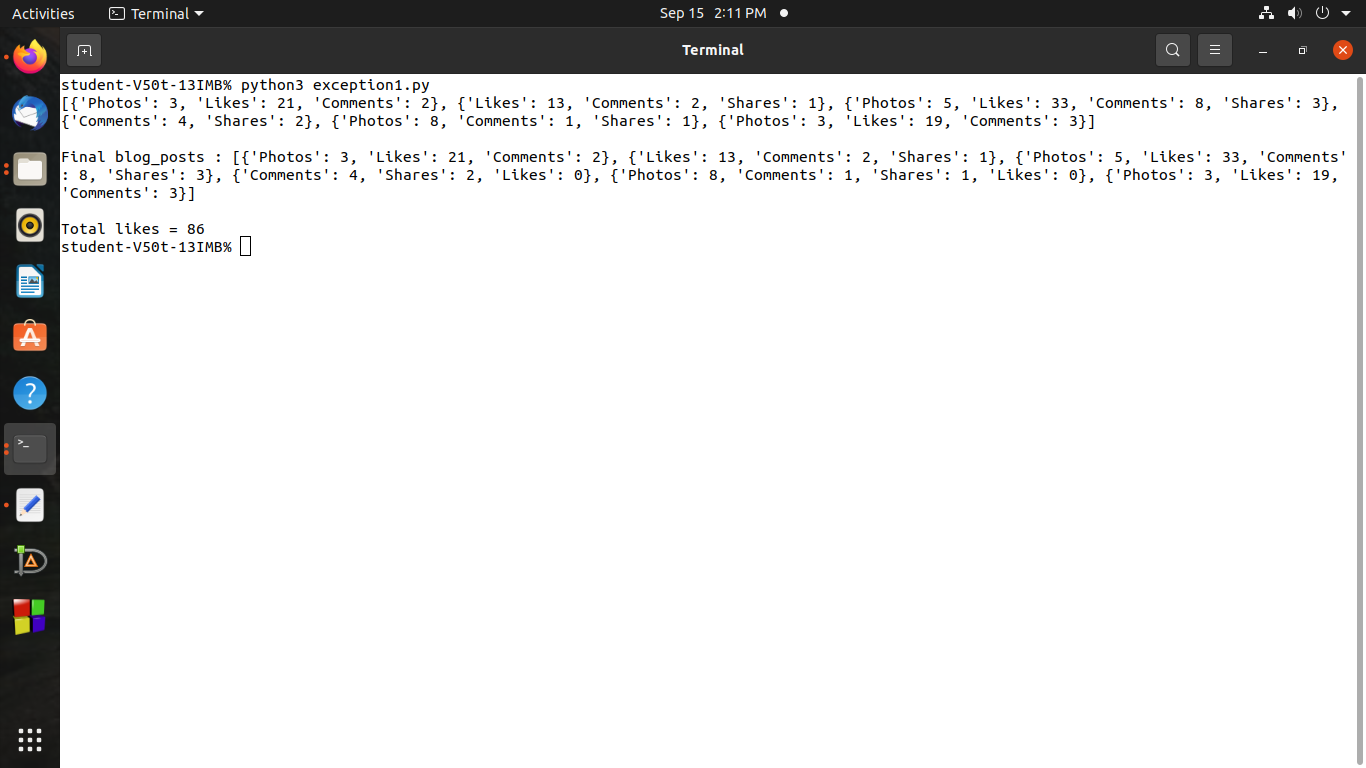 Activities Terminal Sep 15 2:11 PM
Terminal
student-V50t-13IMB% python3 exception1.py
[{'Photos': 3, 'Likes': 21, 'Comments': 2}, {'Likes': 13, 'Comments': 2, 'Shares': 1}, {'Photos': 5, 'Likes': 33, 'Comments': 8, 'Shares': 3},
{'Comments': 4, 'Shares': 2}, {'Photos': 8, 'Comments': 1, 'Shares': 1}, {'Photos': 3, 'Likes': 19, 'Comments': 3}]
Final blog_posts : [{'Photos': 3, 'Likes': 21, 'Comments': 2}, {'Likes': 13, 'Comments': 2, 'Shares': 1}, {'Photos': 5, 'Likes': 33, 'Comments'
: 8, 'Shares': 3}, {'Comments': 4, 'Shares': 2, 'Likes': 0}, {'Photos': 8, 'Comments': 1, 'Shares': 1, 'Likes': 0}, {'Photos': 3, 'Likes': 19,
'Comments': 3}]
Total likes = 86
student-V50t-13IMB%